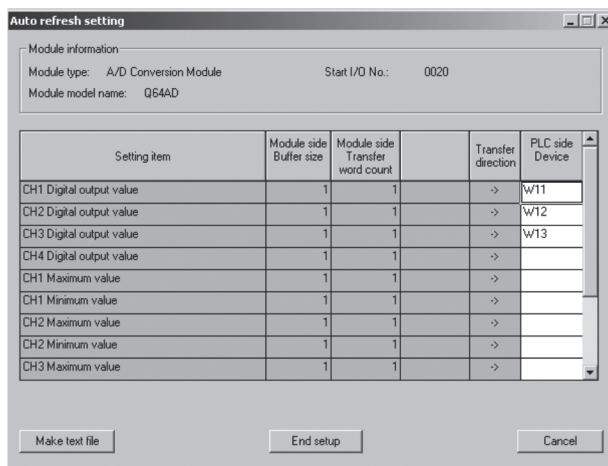 Auto refresh setting
Module information
Module type: A/D Conversion Module Start I/O No.: 0020
Module model name: Q64AD
Setting item Module side Buffer size Module side Transfer word count Transfer direction PLC side Device
CH1 Digital output value 1 1 -> W11
CH2 Digital output value 1 1 -> W12
CH3 Digital output value 1 1 -> W13
CH4 Digital output value 1 1 ->
CH1 Maximum value 1 1 ->
CH1 Minimum value 1 1 ->
CH2 Maximum value 1 1 ->
CH2 Minimum value 1 1 ->
CH3 Maximum value 1 1 ->
Make text file End setup Cancel